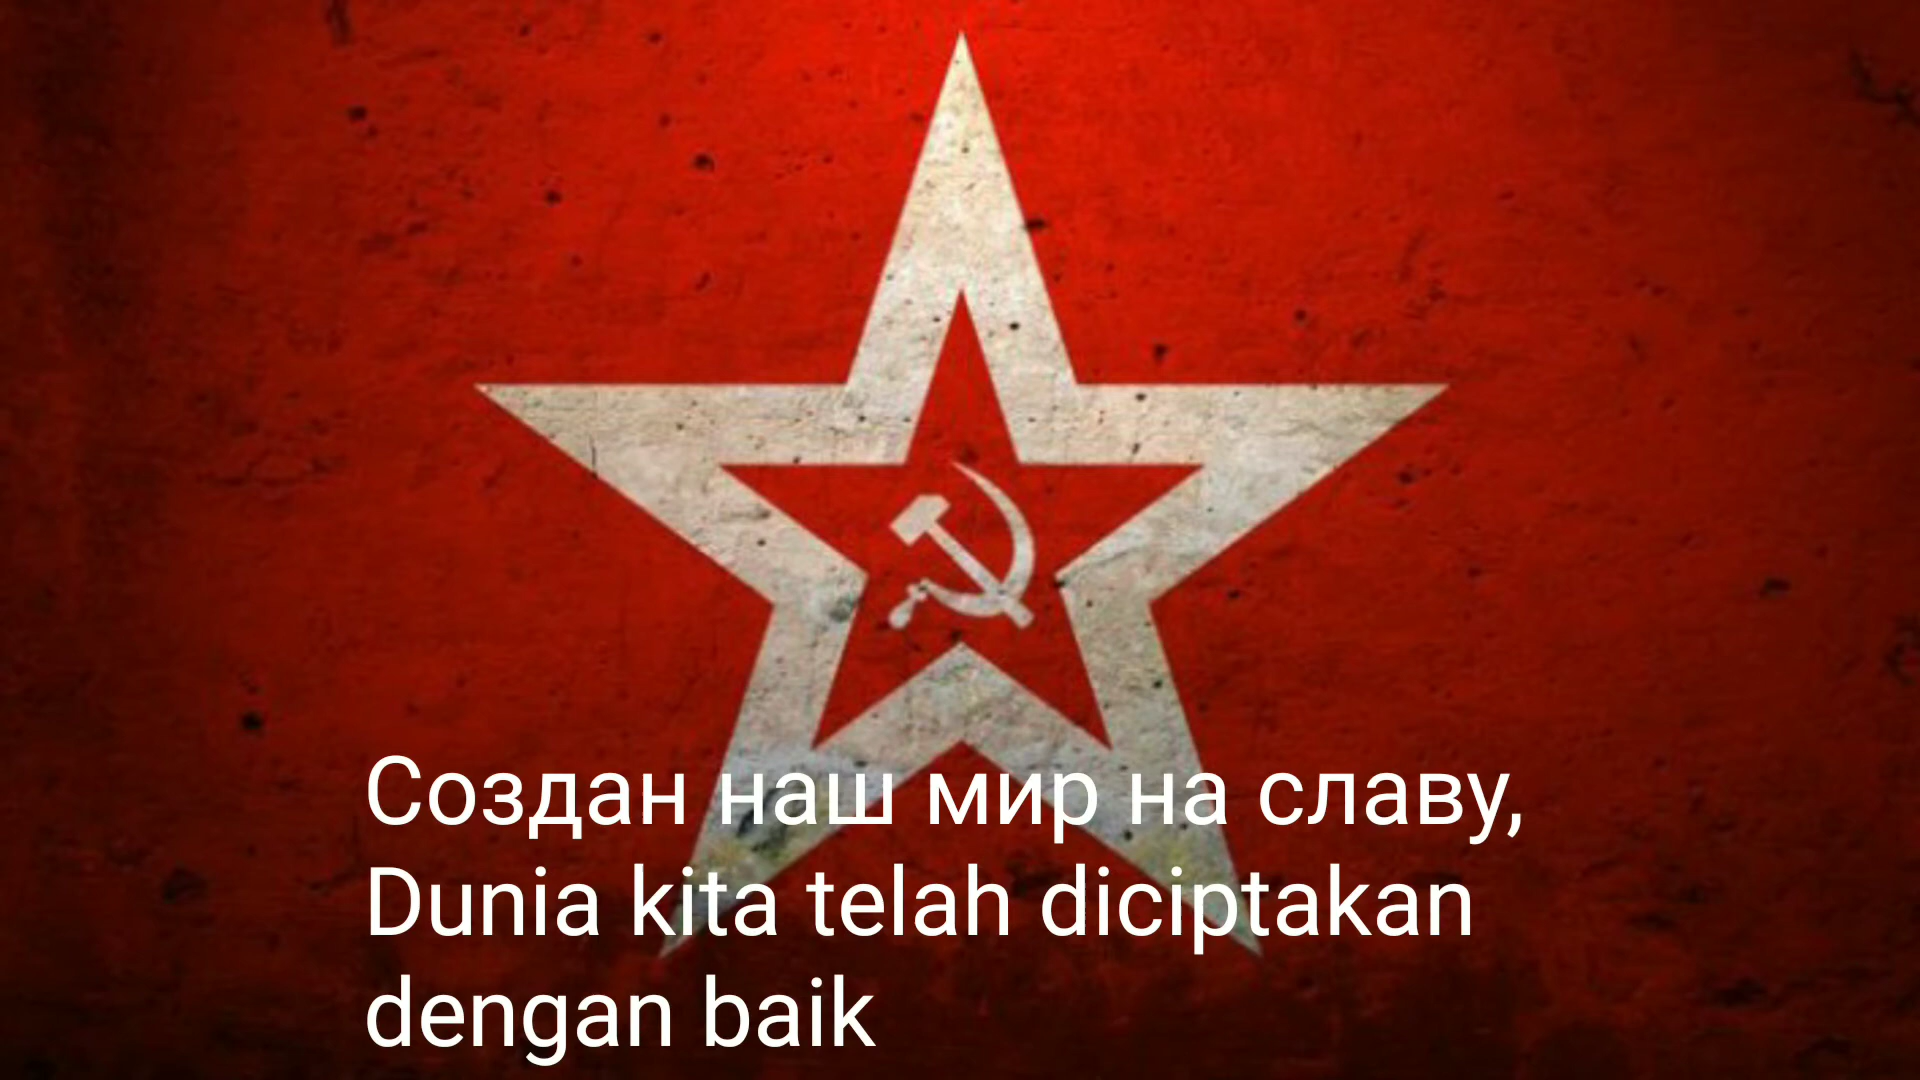 Создан наш мир на славу,
Dunia kita telah diciptakan
dengan baik